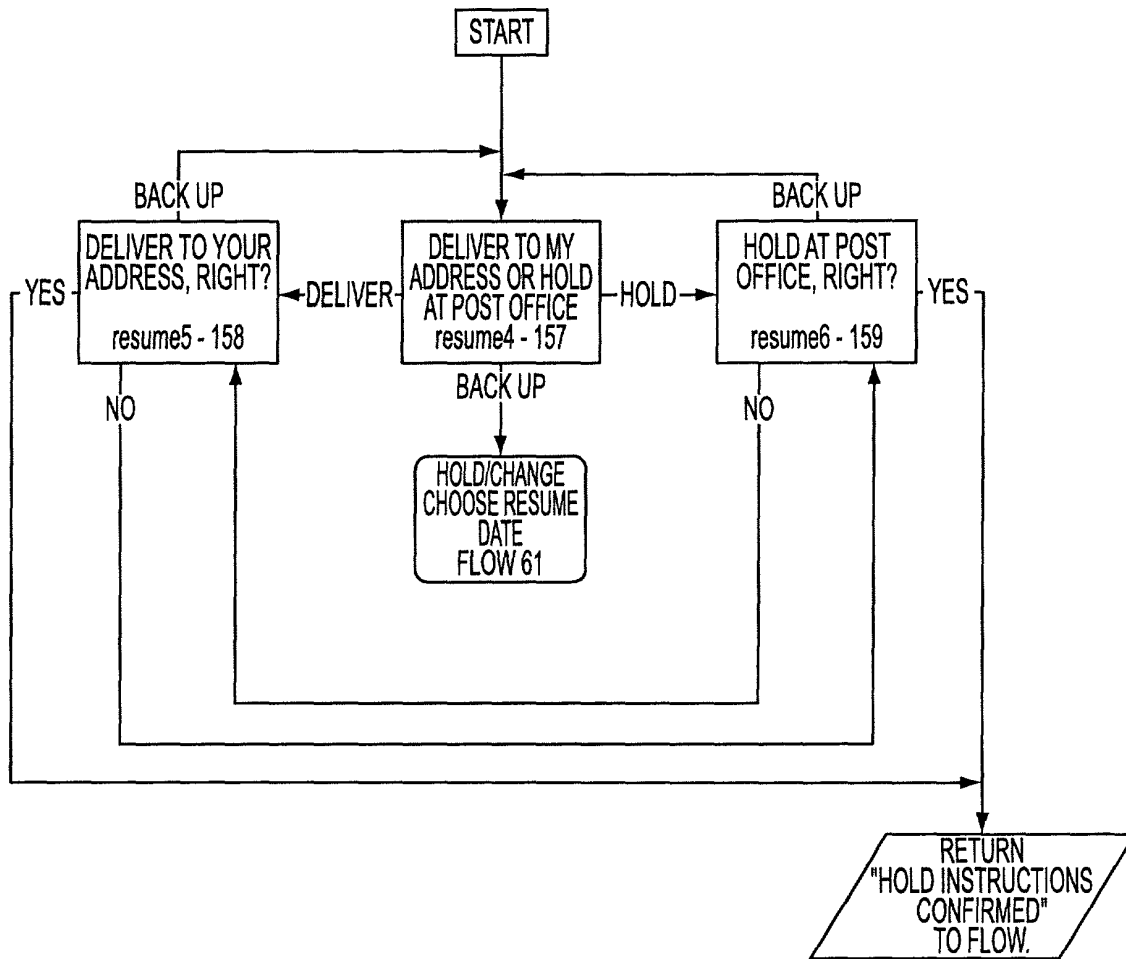 START
BACK UP
BACK UP
DELIVER TO YOUR
ADDRESS, RIGHT?
resume5 - 158
DELIVER TO MY
ADDRESS OR HOLD
AT POST OFFICE
resume4 - 157
HOLD AT POST
OFFICE, RIGHT?
resume6 - 159
YES
DELIVER
HOLD
YES
NO
BACK UP
NO
HOLD/CHANGE
CHOOSE RESUME
DATE
FLOW 61
RETURN
"HOLD INSTRUCTIONS
CONFIRMED"
TO FLOW.